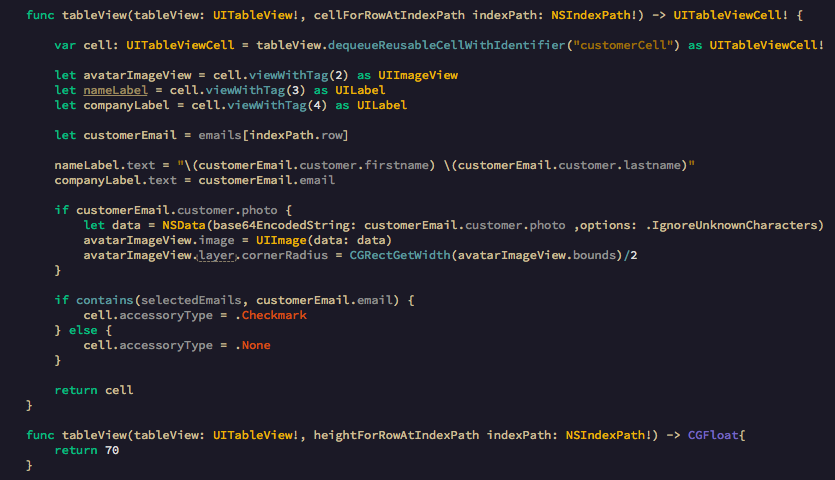 func tableView(tableView: UITableView!, cellForRowAtIndexPath indexPath: NSIndexPath!) -> UITableViewCell! {
var cell: UITableViewCell = tableView.dequeueReusableCellWithIdentifier("customerCell") as UITableViewCell!
let avatarImageView = cell.viewWithTag(2) as UIImageView
let nameLabel = cell.viewWithTag(3) as UILabel
let companyLabel = cell.viewWithTag(4) as UILabel
let customerEmail = emails[indexPath.row]
nameLabel.text = "\(customerEmail.customer.firstname) \(customerEmail.customer.lastname)"
companyLabel.text = customerEmail.email
if customerEmail.customer.photo {
let data = NSData(base64EncodedString: customerEmail.customer.photo ,options: .IgnoreUnknownCharacters)
avatarImageView.image = UIImage(data: data)
avatarImageView.layer.cornerRadius = CGRectGetWidth(avatarImageView.bounds)/2
}
if contains(selectedEmails, customerEmail.email) {
cell.accessoryType = .Checkmark
} else {
cell.accessoryType = .None
}
return cell
}
func tableView(tableView: UITableView!, heightForRowAtIndexPath indexPath: NSIndexPath!) -> CGFloat{
return 70
}